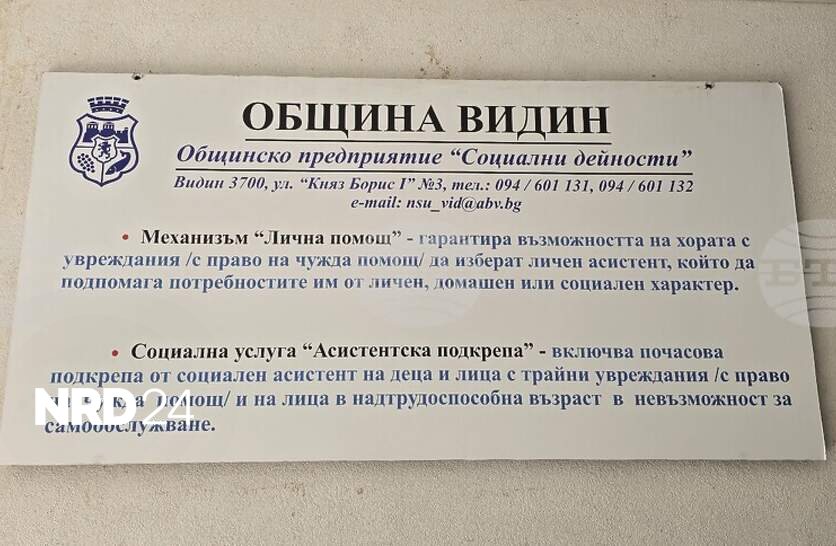 ОБЩИНА ВИДИН
Общинско предприятие “Социални дейности”
Видин 3700, ул. “Княз Борис I” №3, тел.: 094 / 601 131, 094 / 601 132
e-mail: nsu_vid@abv.bg
• Механизъм “Лична помощ” - гарантира възможността на хората с
увреждания /с право на чужда помощ/ да изберат личен асистент, който да
подпомага потребностите им от личен, домашен или социален характер.
• Социална услуга “Асистентска подкрепа” - включва почасова
подкрепа от социален асистент на деца и лица с трайни увреждания /с право
помощ/ и на лица в надтрудоспособна възраст в невъзможност за
самообслужване.
NRD24
БТ